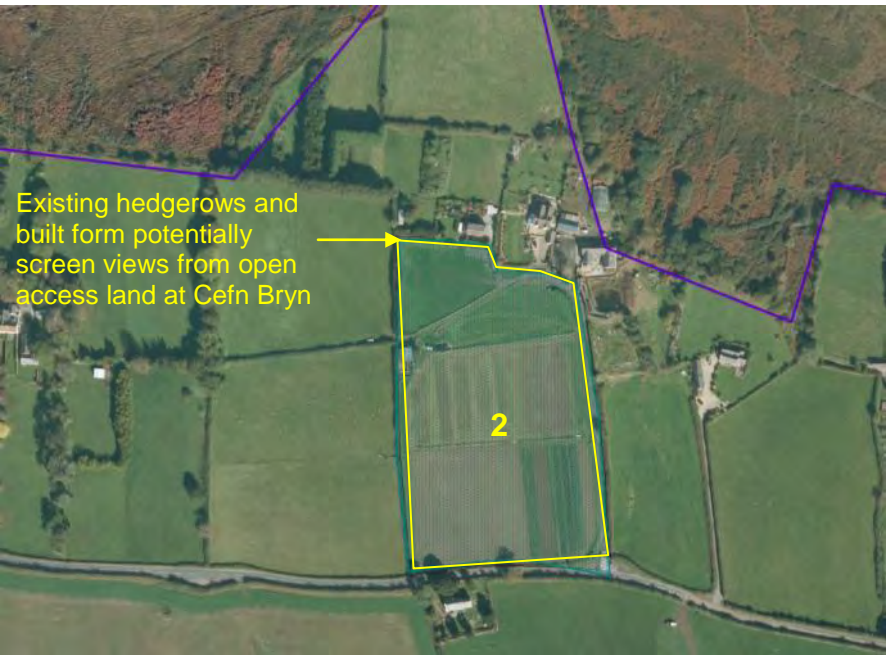 Existing hedgerows and
built form potentially
screen views from open
access land at Cefn Bryn
2